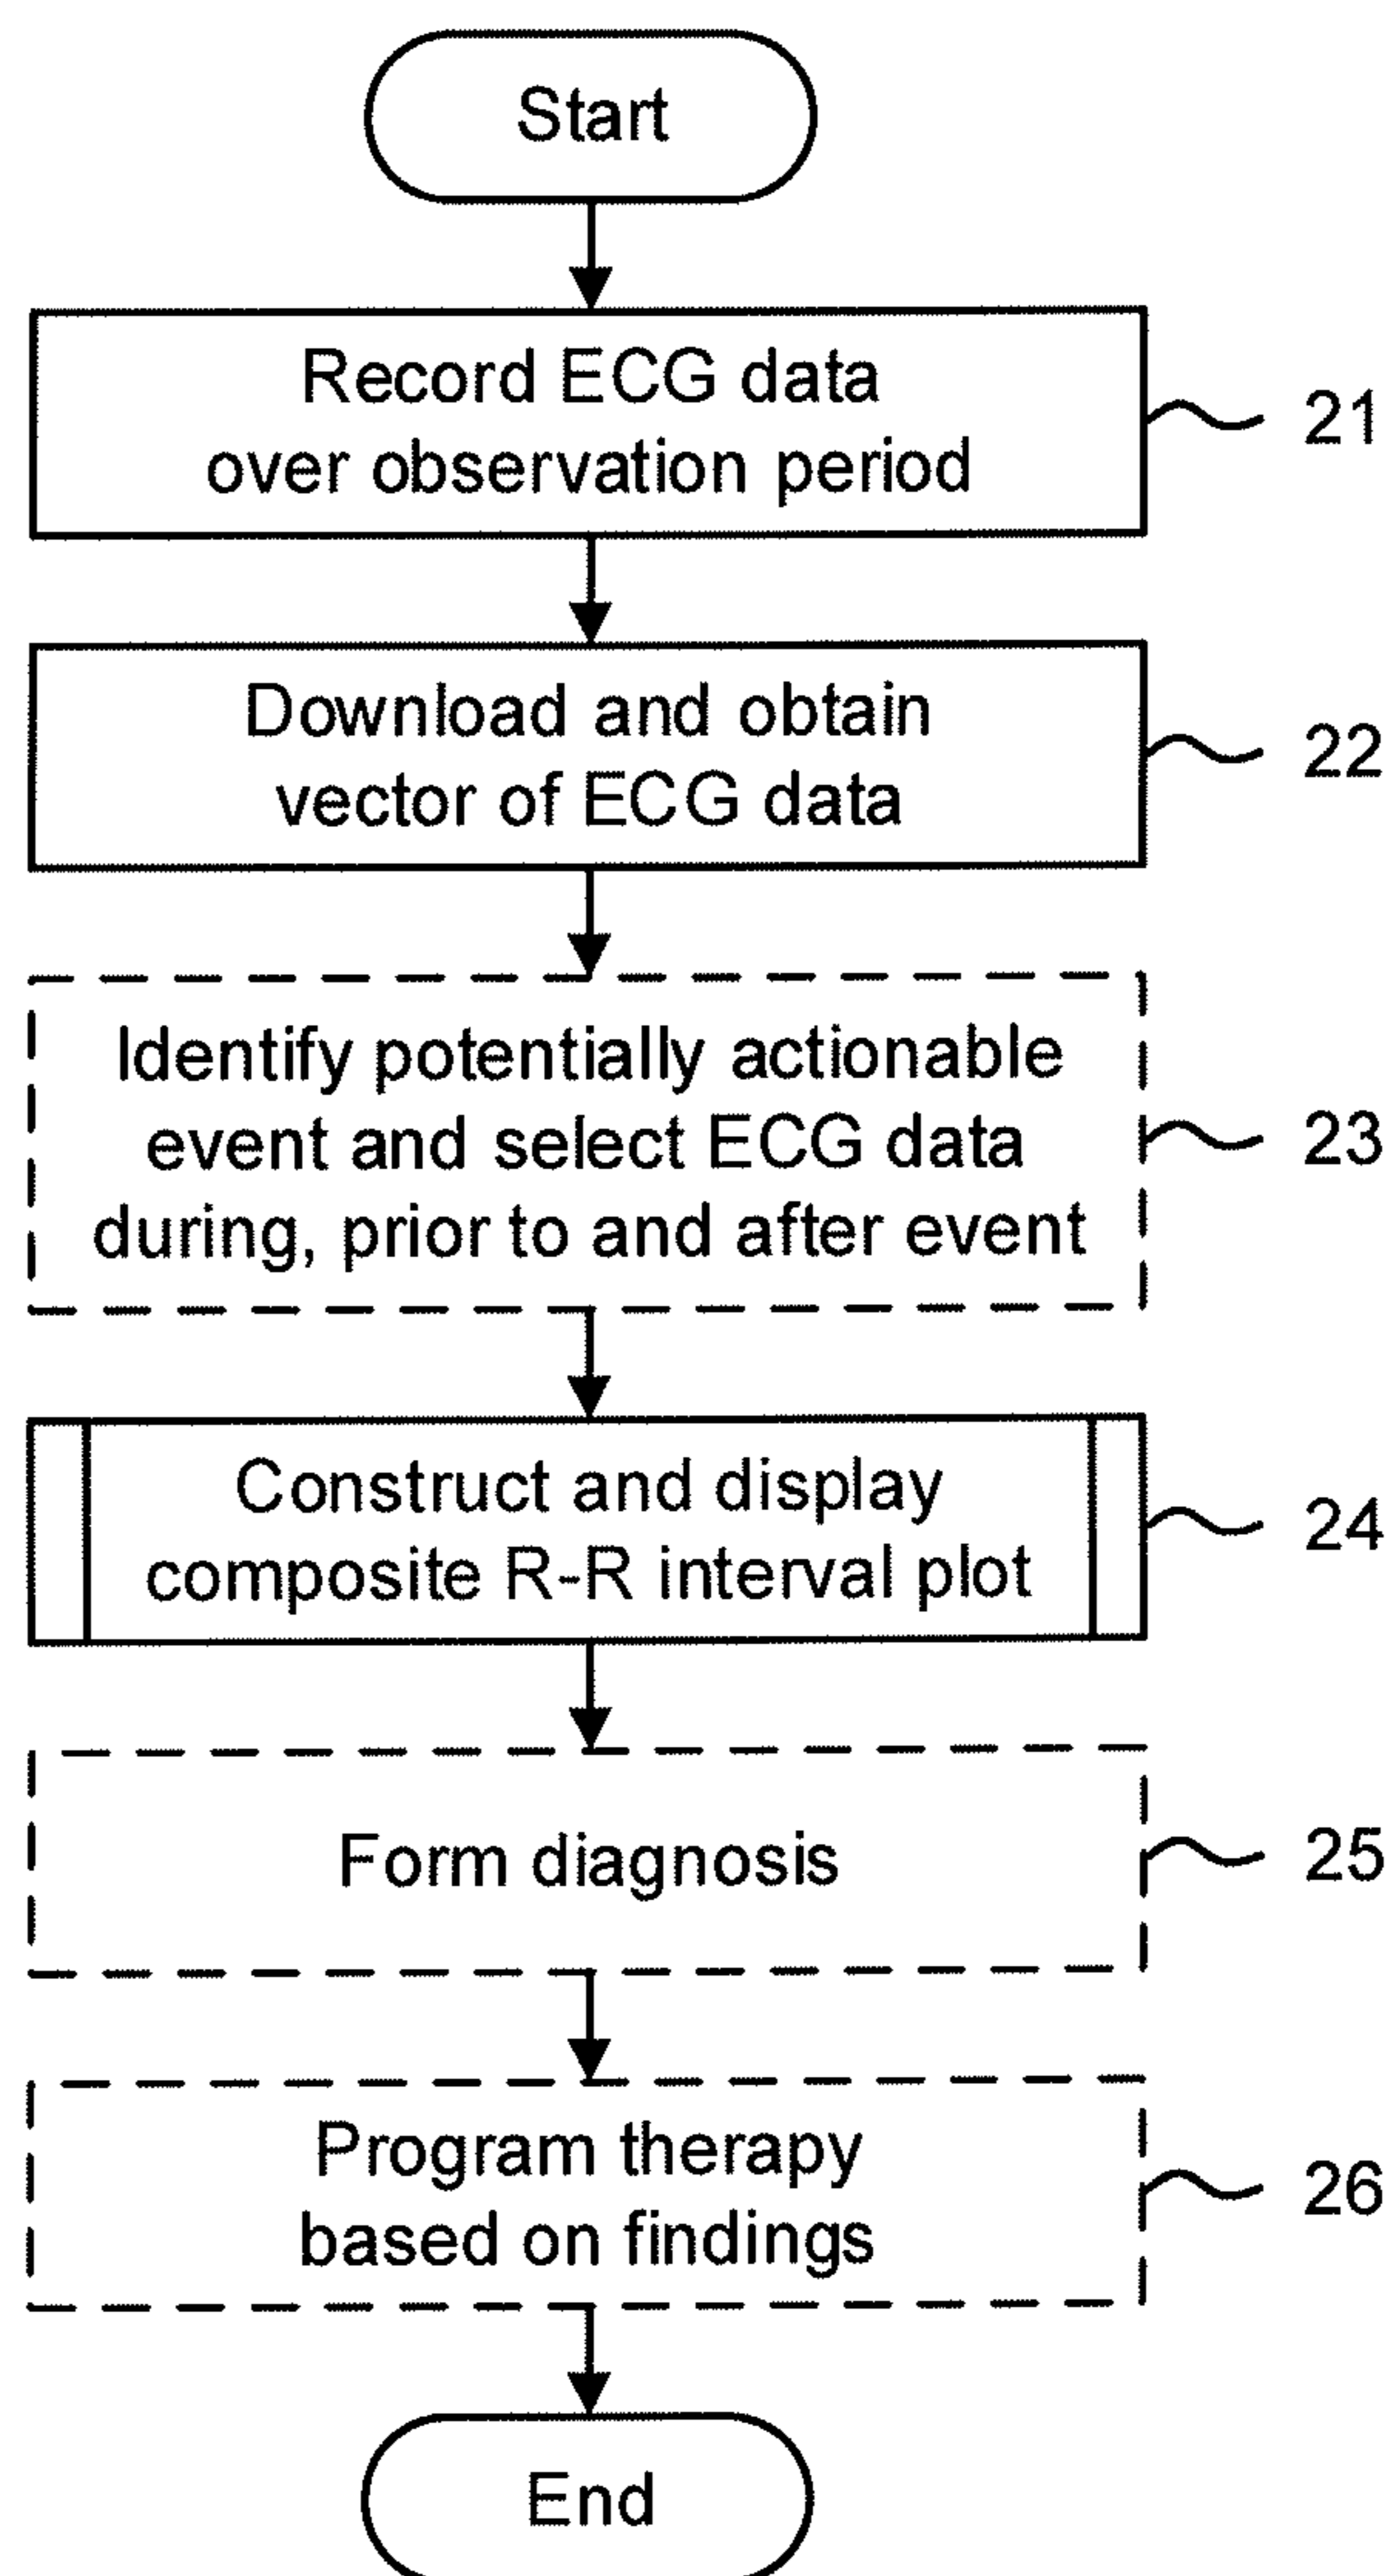 Start
Record ECG data
over observation period
21
Download and obtain
vector of ECG data
22
Identify potentially actionable
event and select ECG data
during, prior to and after event
23
Construct and display
composite R-R interval plot
24
Form diagnosis
25
Program therapy
based on findings
26
End